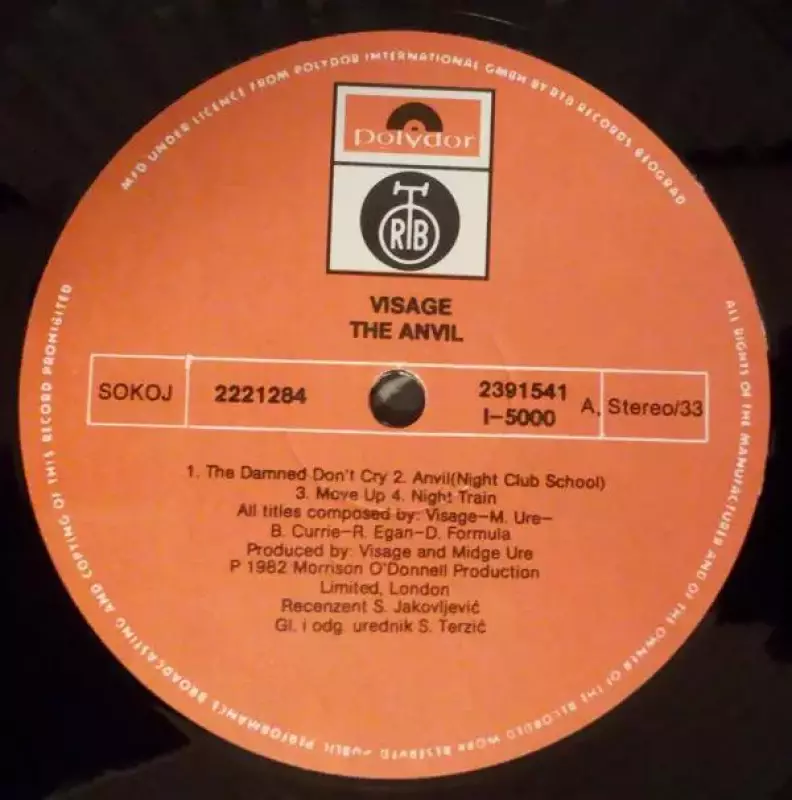 MFD UNDER LICENCE FROM POLYDOR INTERNATIONAL GMBH BY RTB RECORDS BEOGRAD
polydor
RTB
VISAGE
THE ANVIL
SOKOJ
2221284
2391541
I-5000
A, Stereo/33
1. The Damned Don't Cry 2. Anvil(Night Club School)
3. Move Up 4. Night Train
All titles composed by: Visage-M. Ure-
B. Currie-R. Egan-D. Formula
Produced by: Visage and Midge Ure
P 1982 Morrison O'Donnell Production
Limited, London
Recenzent S. Jakovljević
Gl. i odg. urednik S. Terzić
ALL RIGHTS OF THE MANUFACTURER AND OF THE OWNER OF THE RECORDED WORK RESERVED PUBLIC PERFORMANCE BROADCASTING AND COPYING OF THIS RECORD PROHIBITED